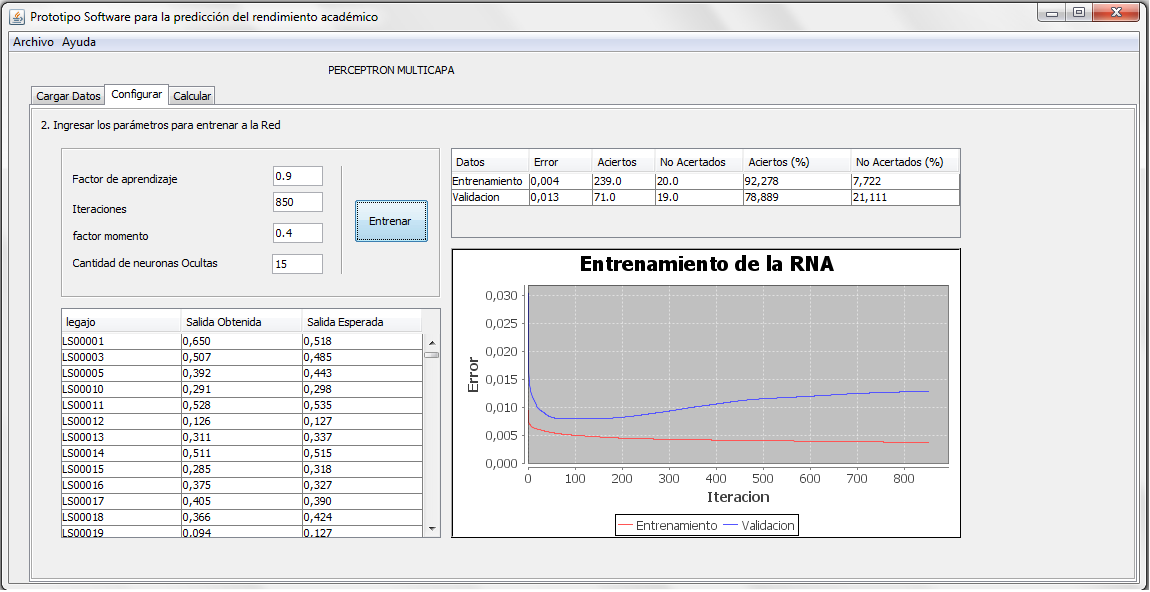 Prototipo Software para la predicción del rendimiento académico
Archivo Ayuda
PERCEPTRON MULTICAPA
Cargar Datos Configurar Calcular
2. Ingresar los parámetros para entrenar a la Red
Factor de aprendizaje 0.9
Iteraciones 850
factor momento 0.4
Cantidad de neuronas Ocultas 15
Entrenar
Datos Error Aciertos No Acertados Aciertos (%) No Acertados (%)
Entrenamiento 0,004 239.0 20.0 92,278 7,722
Validacion 0,013 71.0 19.0 78,889 21,111
legajo Salida Obtenida Salida Esperada
LS00001 0,650 0,518
LS00003 0,507 0,485
LS00005 0,392 0,443
LS00010 0,291 0,298
LS00011 0,528 0,535
LS00012 0,126 0,127
LS00013 0,311 0,337
LS00014 0,511 0,515
LS00015 0,285 0,318
LS00016 0,375 0,327
LS00017 0,405 0,390
LS00018 0,366 0,424
LS00019 0,094 0,127
Entrenamiento de la RNA
Error
0,030
0,025
0,020
0,015
0,010
0,005
0,000
0 100 200 300 400 500 600 700 800
Iteracion
Entrenamiento Validacion